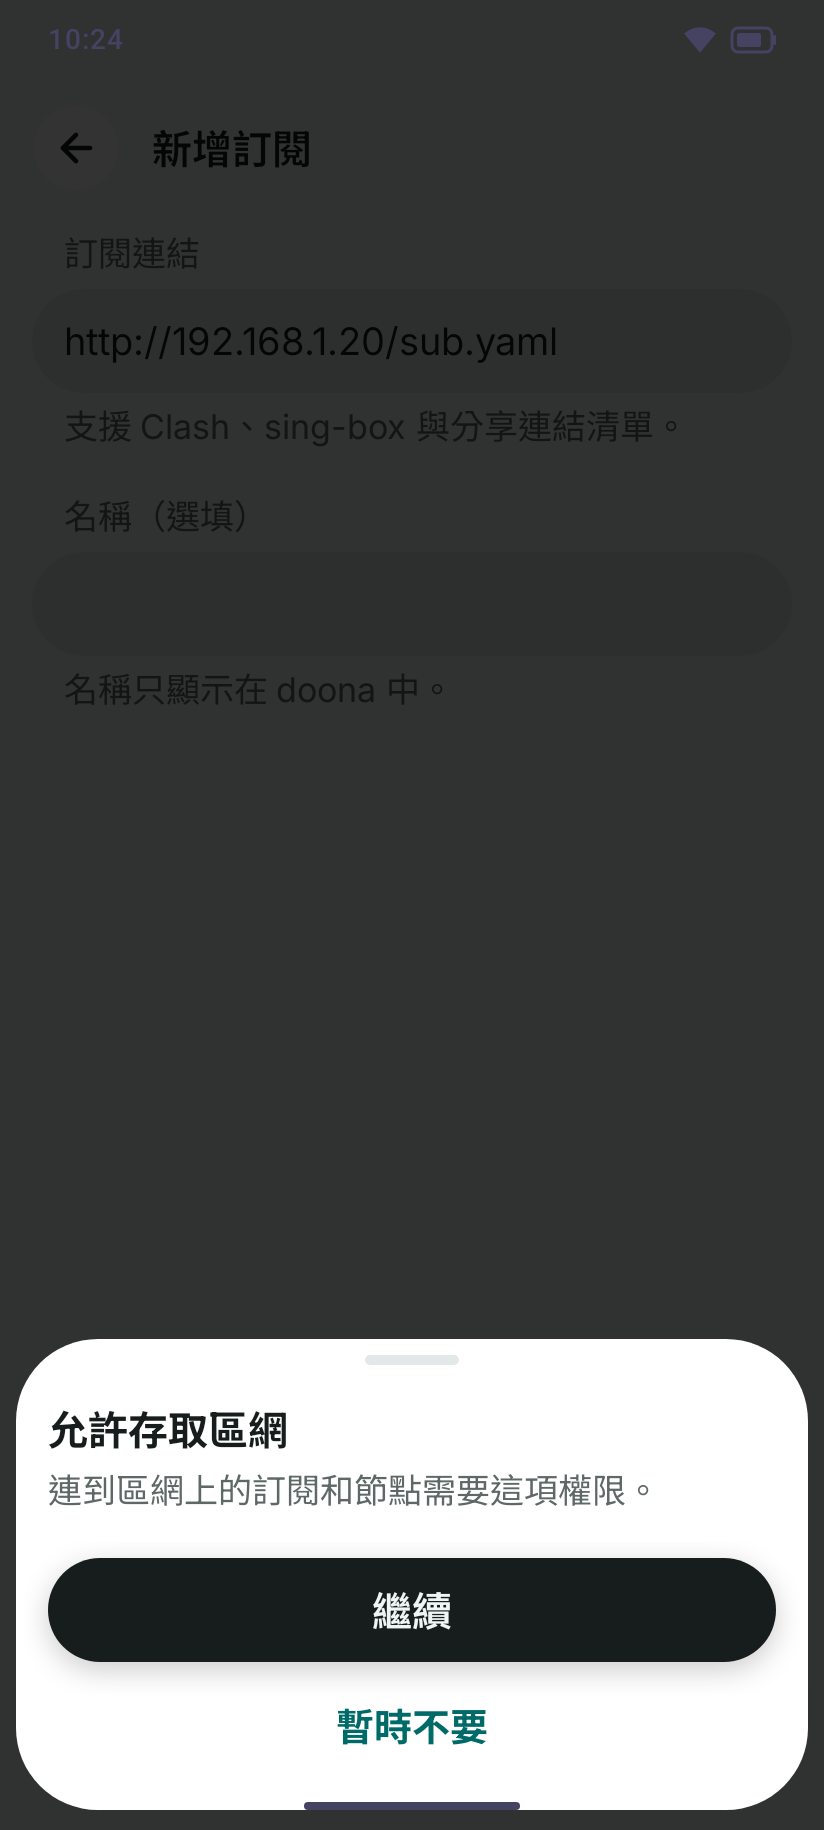 10:24
新增訂閱
訂閱連結
http://192.168.1.20/sub.yaml
支援 Clash、sing-box 與分享連結清單。
名稱（選填）
名稱只顯示在 doona 中。
允許存取區網
連到區網上的訂閱和節點需要這項權限。
繼續
暫時不要